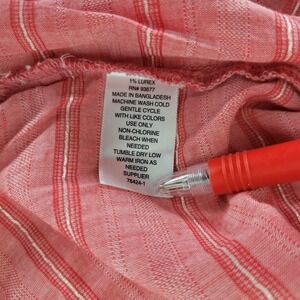 1% LUREX
RN# 93677
MADE IN BANGLADESH
MACHINE WASH COLD
GENTLE CYCLE
WITH LIKE COLORS
USE ONLY
NON-CHLORINE
BLEACH WHEN
NEEDED
TUMBLE DRY LOW
WARM IRON AS
NEEDED
SUPPLIER
76424-1